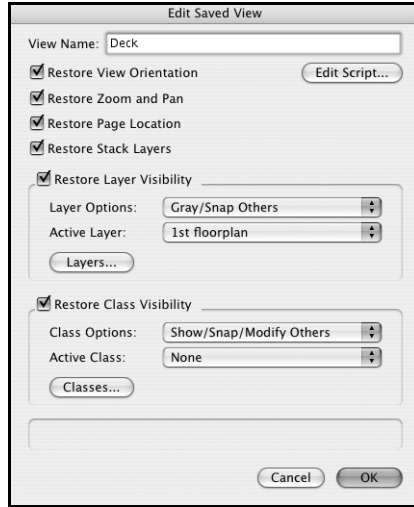 Edit Saved View
View Name: Deck
Restore View Orientation Edit Script...
Restore Zoom and Pan
Restore Page Location
Restore Stack Layers
Restore Layer Visibility
Layer Options: Gray/Snap Others
Active Layer: 1st floorplan
Layers...
Restore Class Visibility
Class Options: Show/Snap/Modify Others
Active Class: None
Classes...
Cancel OK